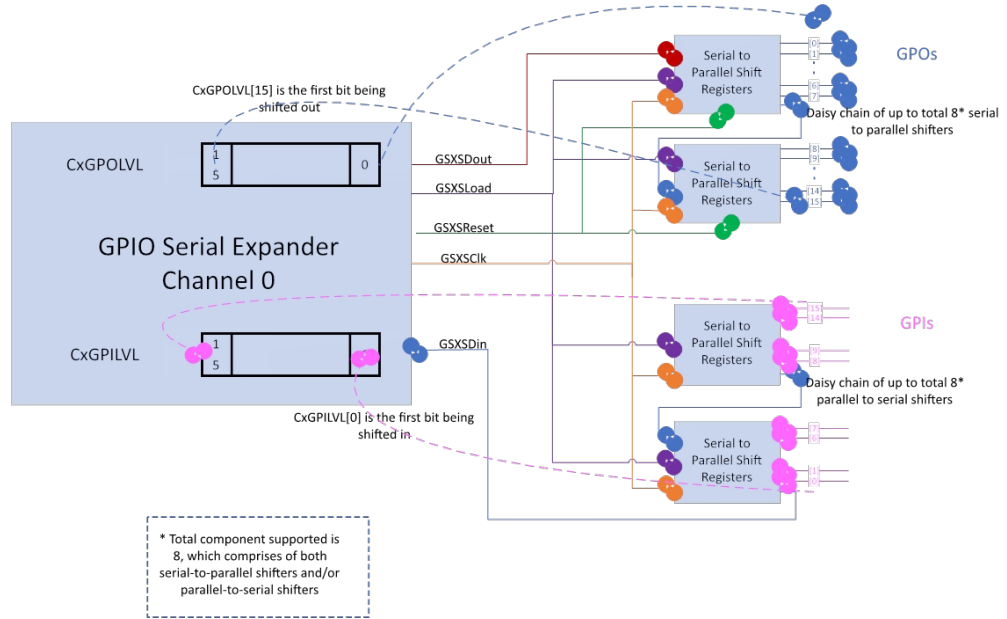 GPOs
Serial to
Parallel Shift
Registers
[0]
[1]
[6]
[7]
CxGPOLVL[15] is the first bit being
shifted out
Daisy chain of up to total 8* serial
to parallel shifters
CxGPOLVL
1
5
0
GSXSDout
GSXSLoad
GSXSReset
GSXSClk
Serial to
Parallel Shift
Registers
[8]
[9]
[14]
[15]
GPIO Serial Expander
Channel 0
GPIs
Serial to
Parallel Shift
Registers
[15]
[14]
[9]
[8]
CxGPILVL
1
5
GSXSDin
Daisy chain of up to total 8*
parallel to serial shifters
CxGPILVL[0] is the first bit being
shifted in
Serial to
Parallel Shift
Registers
[7]
[6]
[1]
[0]
* Total component supported is
8, which comprises of both
serial-to-parallel shifters and/or
parallel-to-serial shifters